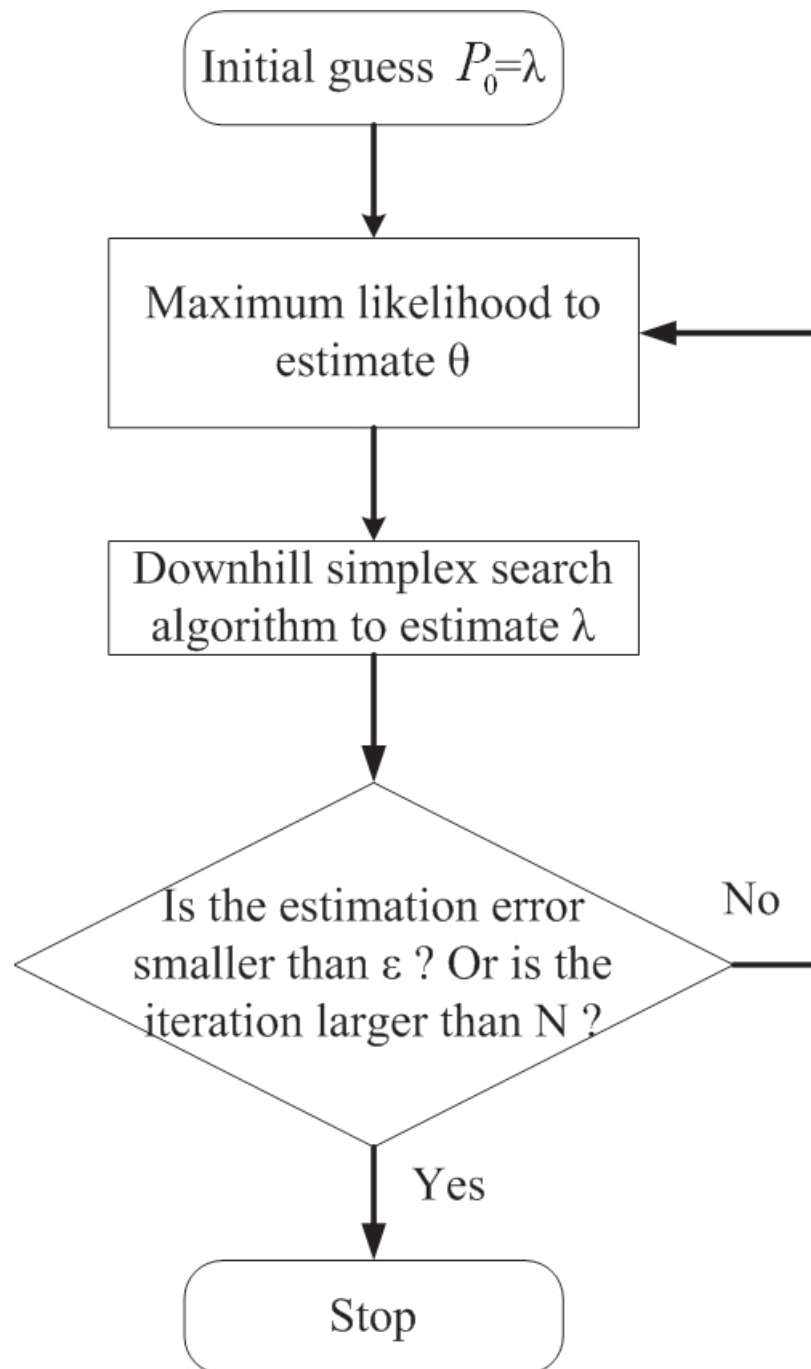 Initial guess P₀=λ
Maximum likelihood to
estimate θ
Downhill simplex search
algorithm to estimate λ
Is the estimation error
smaller than ε ? Or is the
iteration larger than N ?
No
Yes
Stop